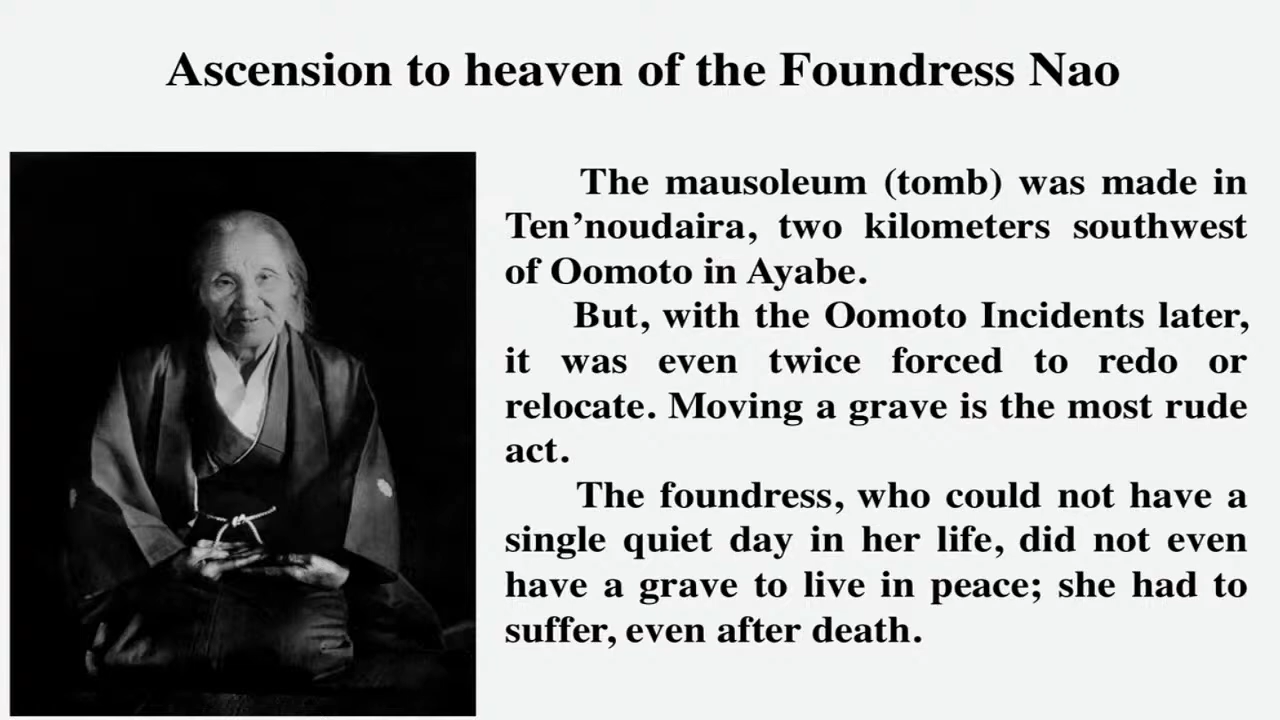 Ascension to heaven of the Foundress Nao
The mausoleum (tomb) was made in
Ten’noudaira, two kilometers southwest
of Oomoto in Ayabe.
But, with the Oomoto Incidents later,
it was even twice forced to redo or
relocate. Moving a grave is the most rude
act.
The foundress, who could not have a
single quiet day in her life, did not even
have a grave to live in peace; she had to
suffer, even after death.